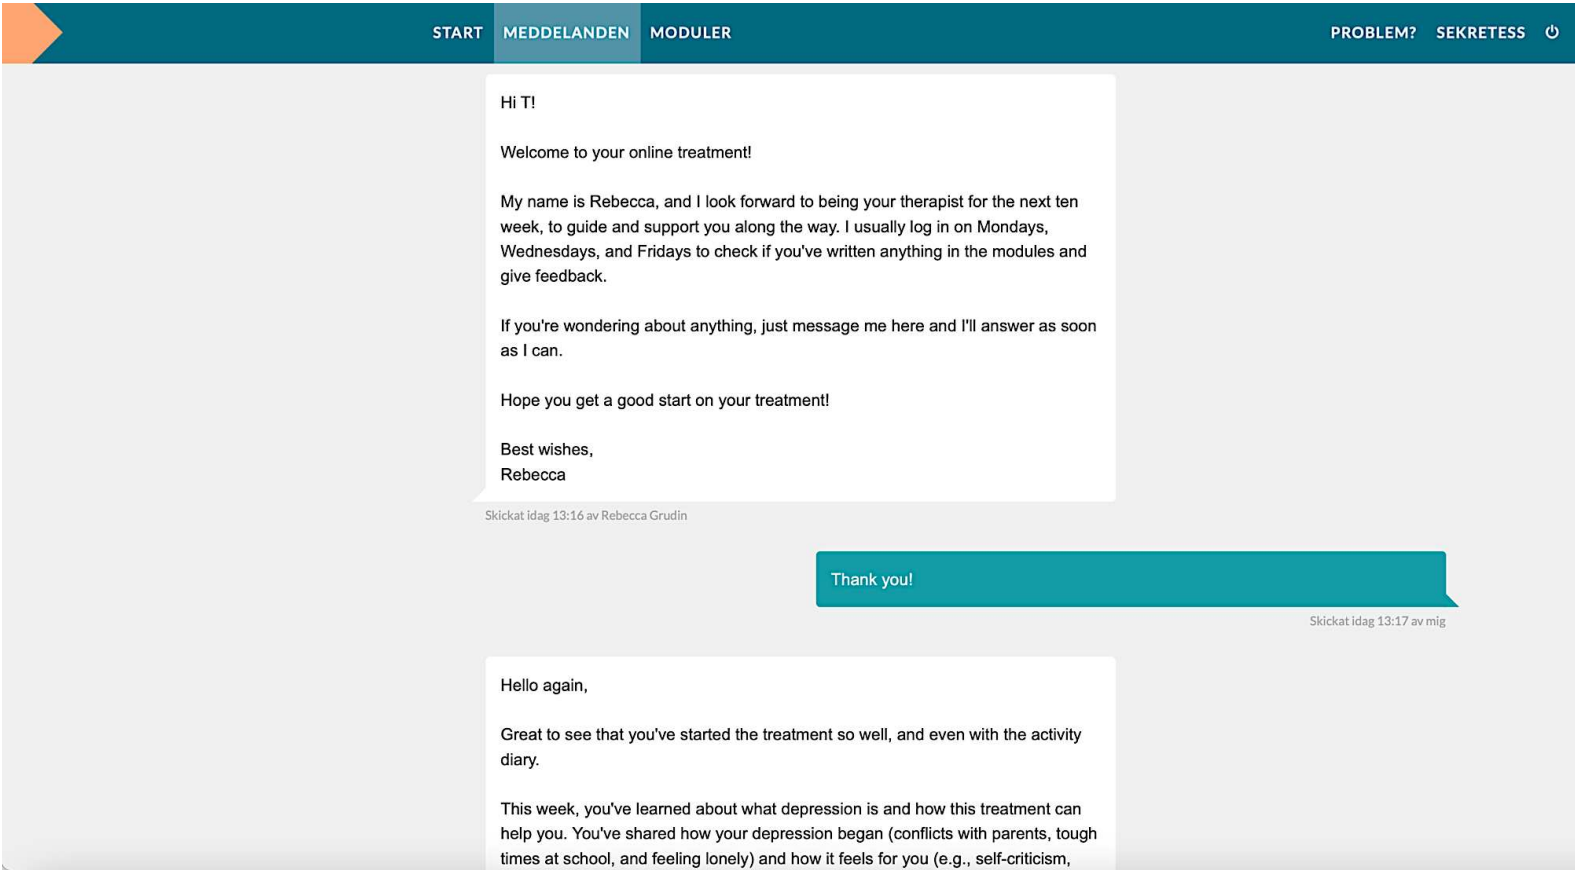 START MEDDELANDEN MODULER PROBLEM? SEKRETESS
Hi T!
Welcome to your online treatment!
My name is Rebecca, and I look forward to being your therapist for the next ten
week, to guide and support you along the way. I usually log in on Mondays,
Wednesdays, and Fridays to check if you've written anything in the modules and
give feedback.
If you're wondering about anything, just message me here and I'll answer as soon
as I can.
Hope you get a good start on your treatment!
Best wishes,
Rebecca
Skickat idag 13:16 av Rebecca Grudin
Thank you!
Skickat idag 13:17 av mig
Hello again,
Great to see that you've started the treatment so well, and even with the activity
diary.
This week, you've learned about what depression is and how this treatment can
help you. You've shared how your depression began (conflicts with parents, tough
times at school, and feeling lonely) and how it feels for you (e.g., self-criticism,